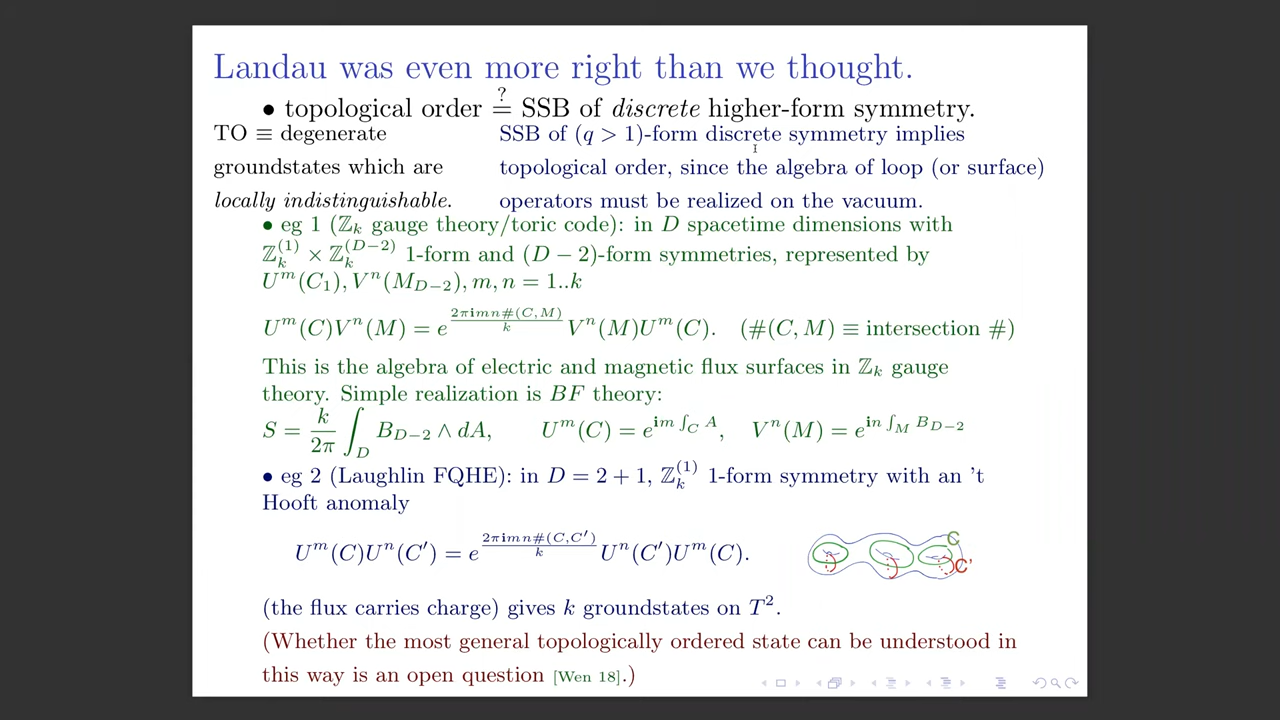 Landau was even more right than we thought.
• topological order =^? SSB of discrete higher-form symmetry.
TO ≡ degenerate
groundstates which are
locally indistinguishable.
SSB of (q > 1)-form discrete symmetry implies
topological order, since the algebra of loop (or surface)
operators must be realized on the vacuum.
• eg 1 (ℤ_k gauge theory/toric code): in D spacetime dimensions with
ℤ_k^{(1)} × ℤ_k^{(D−2)} 1-form and (D − 2)-form symmetries, represented by
U^m(C_1), V^n(M_{D−2}), m, n = 1..k
U^m(C)V^n(M) = e^{\frac{2πimn#(C,M)}{k}} V^n(M)U^m(C). (#(C, M) ≡ intersection #)
This is the algebra of electric and magnetic flux surfaces in ℤ_k gauge
theory. Simple realization is BF theory:
S = \frac{k}{2π} ∫_D B_{D−2} ∧ dA, U^m(C) = e^{im ∫_C A}, V^n(M) = e^{in ∫_M B_{D−2}}
• eg 2 (Laughlin FQHE): in D = 2 + 1, ℤ_k^{(1)} 1-form symmetry with an 't
Hooft anomaly
U^m(C)U^n(C′) = e^{\frac{2πimn#(C,C′)}{k}} U^n(C′)U^m(C).
C
C'
(the flux carries charge) gives k groundstates on T^2.
(Whether the most general topologically ordered state can be understood in
this way is an open question [Wen 18].)